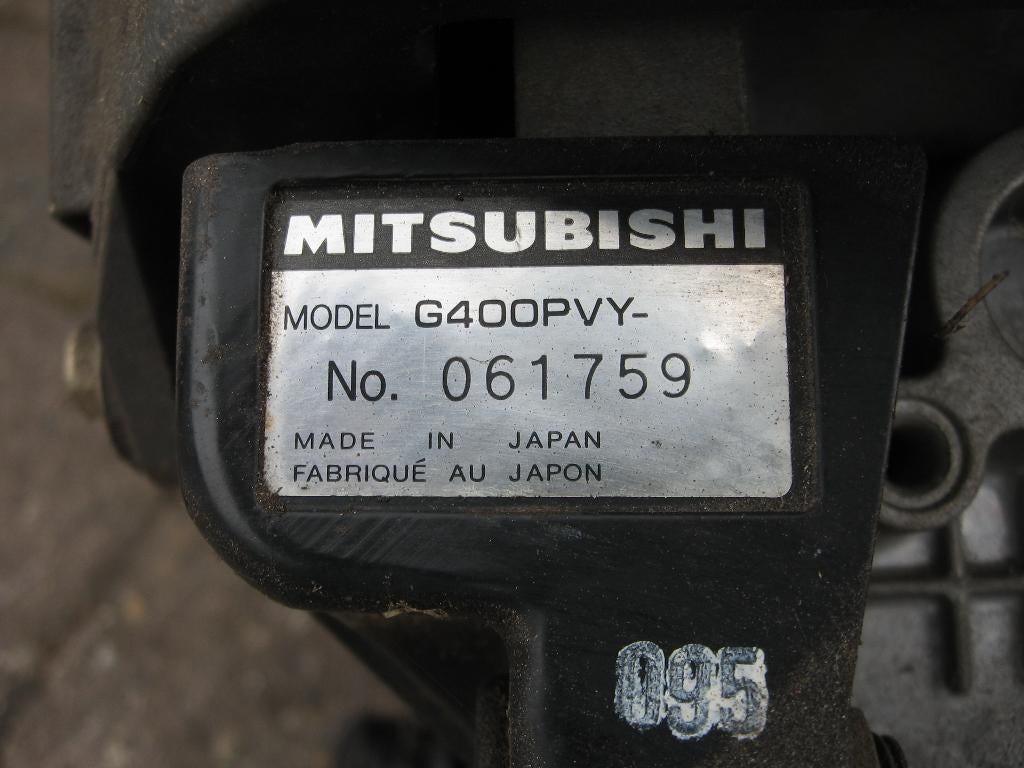 MITSUBISHI
MODEL G400PVY-
No. 061759
MADE IN JAPAN
FABRIQUÉ AU JAPON
095